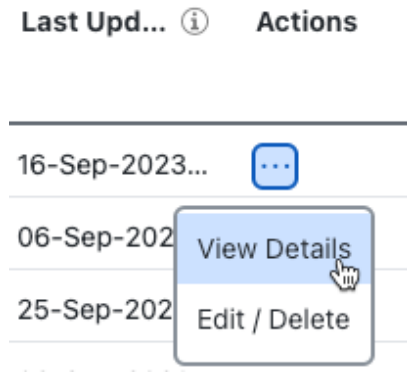 Last Upd... ⓘ Actions
16-Sep-2023... ...
06-Sep-202
View Details
25-Sep-202
Edit / Delete